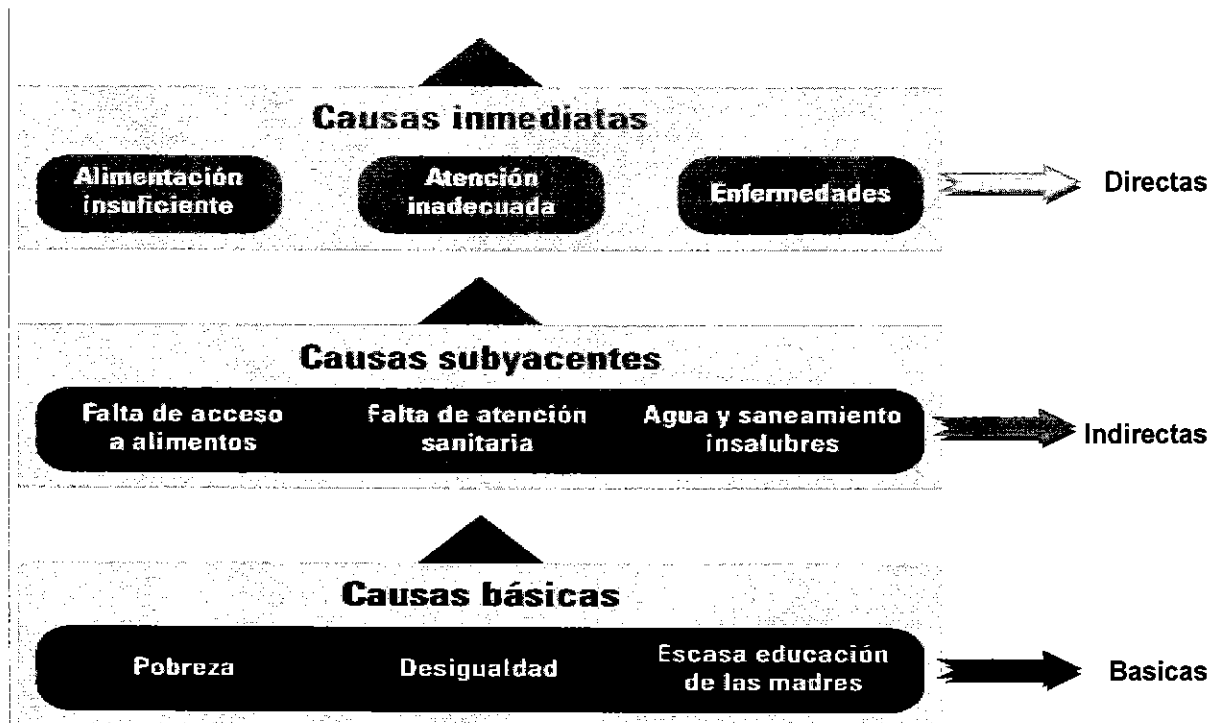 Causas inmediatas
Alimentación
insuficiente
Atención
inadecuada
Enfermedades
Directas
Causas subyacentes
Falta de acceso
a alimentos
Falta de atención
sanitaria
Agua y saneamiento
insalubres
Indirectas
Causas básicas
Pobreza
Desigualdad
Escasa educación
de las madres
Basicas